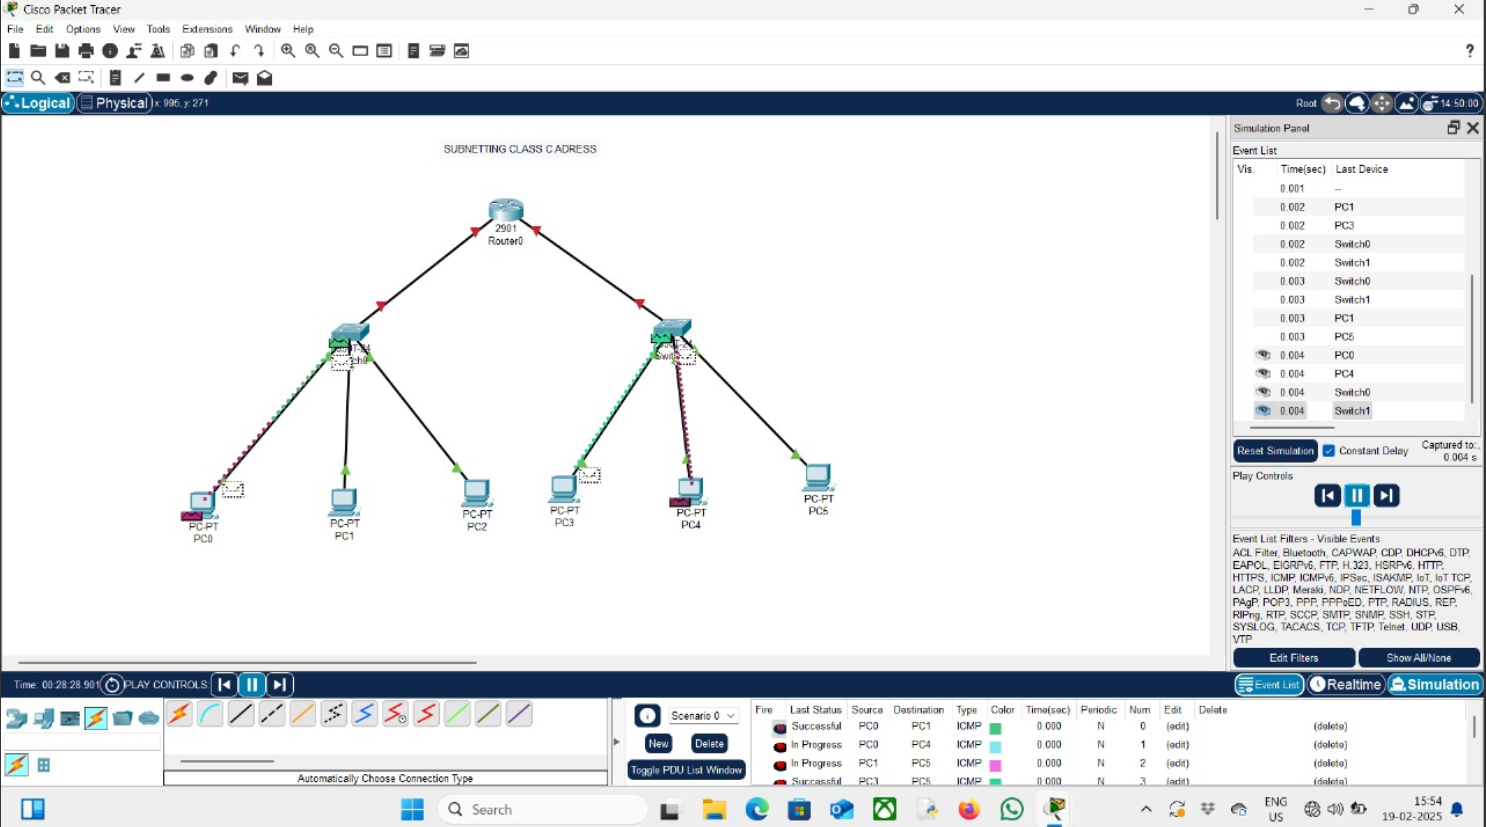 Cisco Packet Tracer
File Edit Options View Tools Extensions Window Help
?
Logical Physical x: 995, y: 271
Root 14:50:00
SUBNETTING CLASS C ADRESS
2901
Router0
PC-PT
PC0
PC-PT
PC1
PC-PT
PC2
PC-PT
PC3
PC-PT
PC4
PC-PT
PC5
Simulation Panel
Event List
Vis. Time(sec) Last Device
0.001 --
0.002 PC1
0.002 PC3
0.002 Switch0
0.002 Switch1
0.003 Switch0
0.003 Switch1
0.003 PC1
0.003 PC5
0.004 PC0
0.004 PC4
0.004 Switch0
0.004 Switch1
Reset Simulation Constant Delay Captured to:
0.004 s
Play Controls
Event List Filters - Visible Events
ACL Filter, Bluetooth, CAPWAP, CDP, DHCPv6, DTP,
EAPOL, EIGRPv6, FTP, H.323, HSRPv6, HTTP,
HTTPS, ICMP, ICMPv6, IPSec, ISAKMP, IoT, IoT TCP,
LACP, LLDP, Meraki, NDP, NETFLOW, NTP, OSPFv6,
PAgP, POP3, PPP, PPPoED, PTP, RADIUS, REP,
RIPng, RTP, SCCP, SMTP, SNMP, SSH, STP,
SYSLOG, TACACS, TCP, TFTP, Telnet, UDP, USB,
VTP
Edit Filters Show All/None
Time: 00:28:28.901 PLAY CONTROLS:
Event List Realtime Simulation
Automatically Choose Connection Type
Scenario 0
New Delete
Toggle PDU List Window
Fire Last Status Source Destination Type Color Time(sec) Periodic Num Edit Delete
Successful PC0 PC1 ICMP 0.000 N 0 (edit) (delete)
In Progress PC0 PC4 ICMP 0.000 N 1 (edit) (delete)
In Progress PC1 PC5 ICMP 0.000 N 2 (edit) (delete)
Successful PC3 PC5 ICMP 0.000 N 3 (edit) (delete)
Search
ENG
US
15:54
19-02-2025